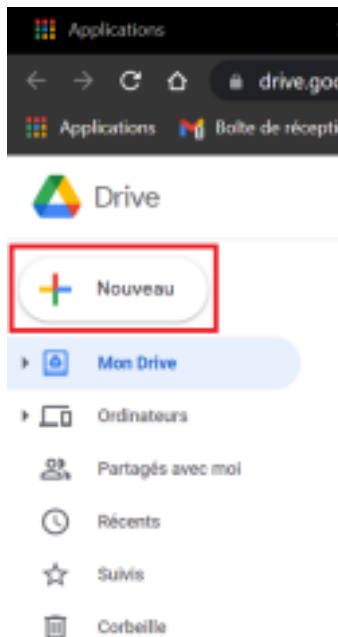 Applications
drive.goo
Applications Boîte de récepti
Drive
Nouveau
Mon Drive
Ordinateurs
Partagés avec moi
Récents
Suivis
Corbeille